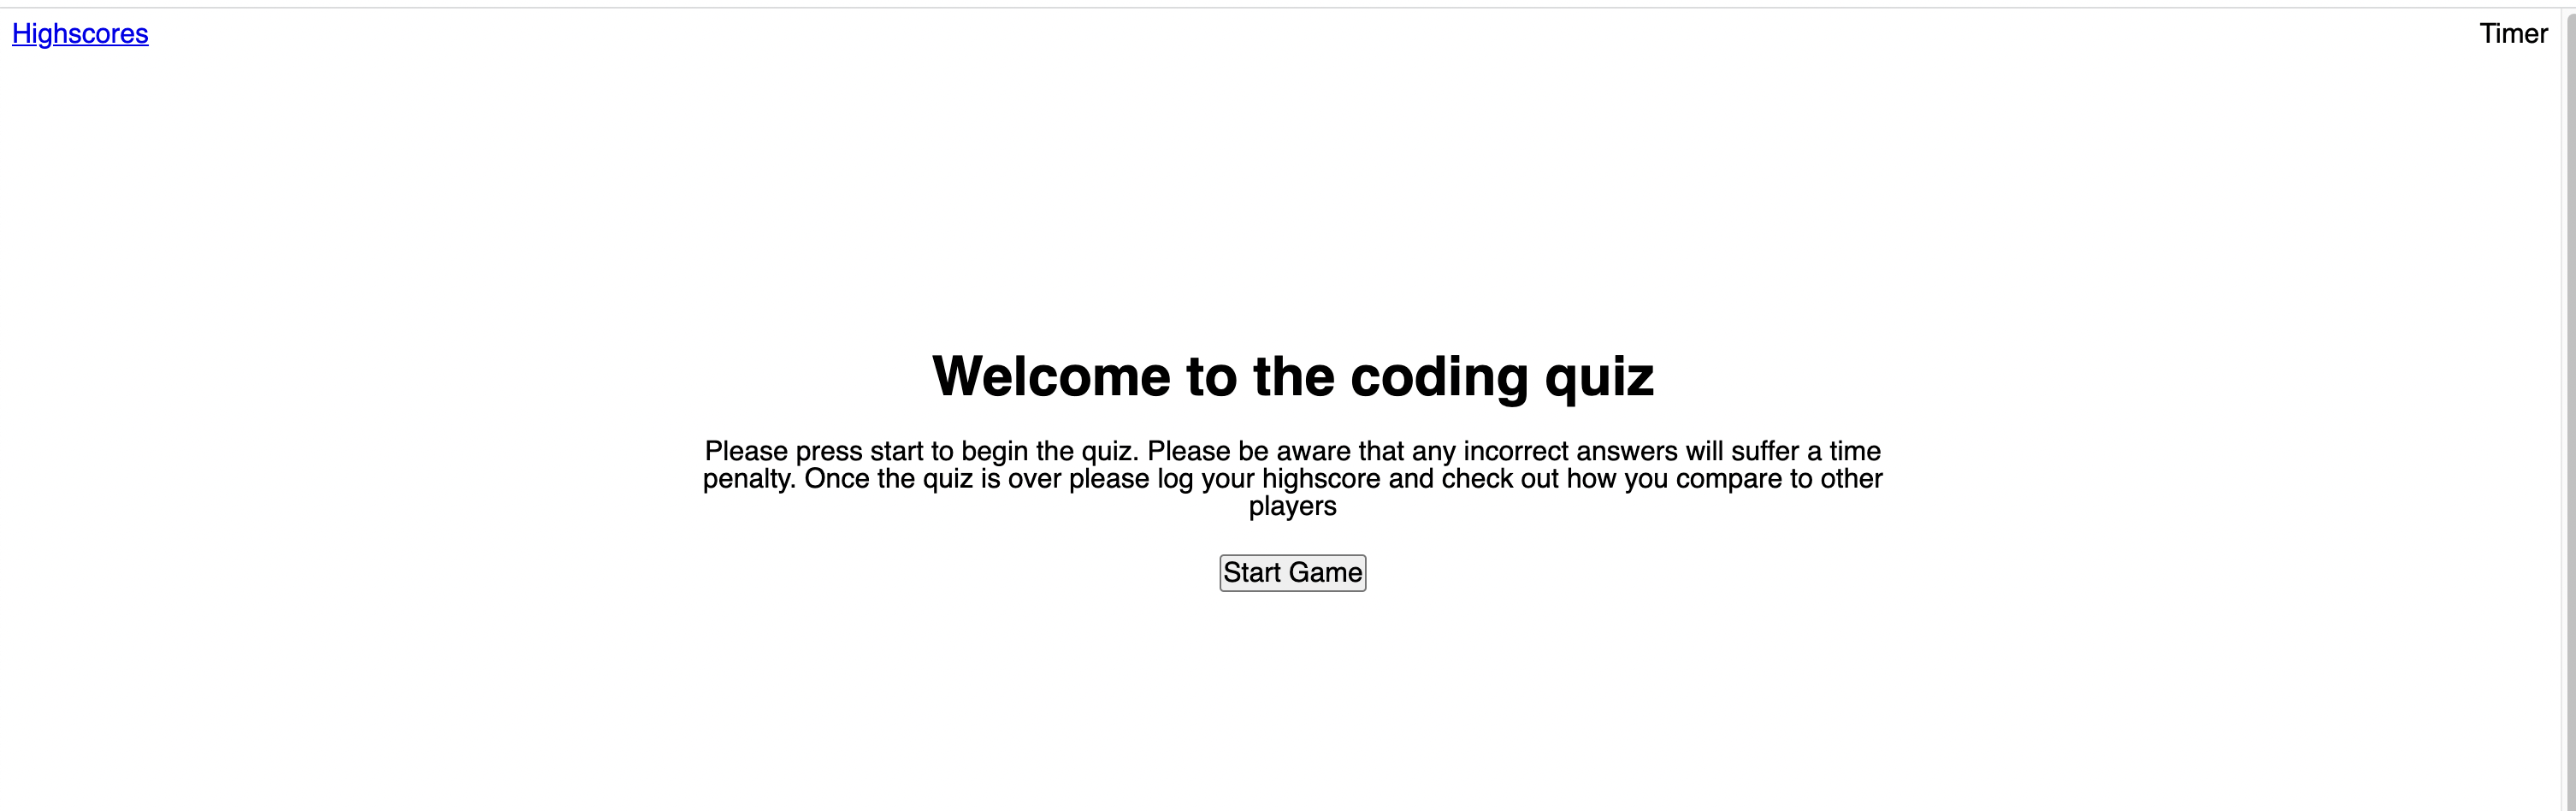 Highscores
Timer
Welcome to the coding quiz
Please press start to begin the quiz. Please be aware that any incorrect answers will suffer a time
penalty. Once the quiz is over please log your highscore and check out how you compare to other
players
Start Game